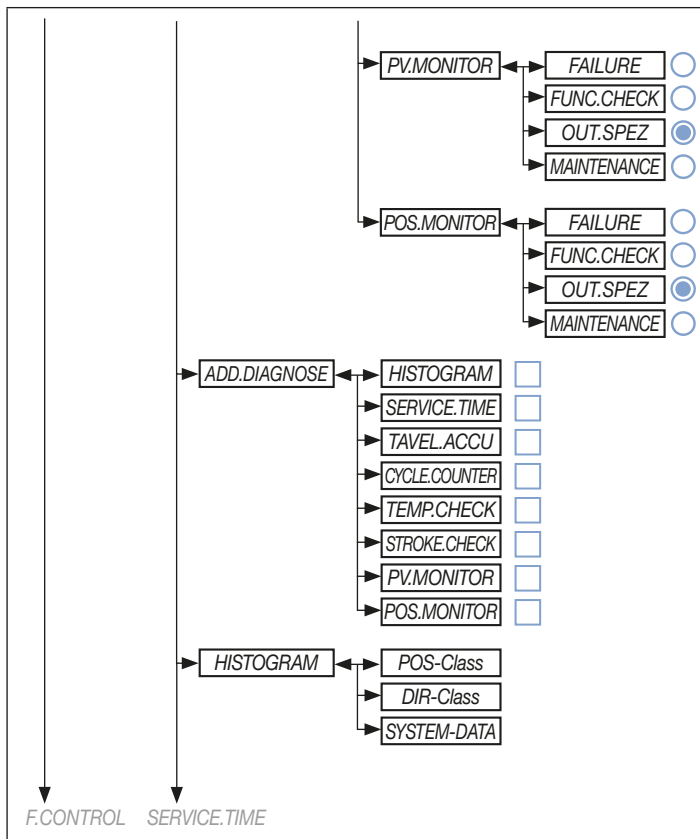 PV.MONITOR FAILURE
FUNC.CHECK
OUT.SPEZ
MAINTENANCE
POS.MONITOR FAILURE
FUNC.CHECK
OUT.SPEZ
MAINTENANCE
ADD.DIAGNOSE HISTOGRAM
SERVICE.TIME
TAVEL.ACCU
CYCLE.COUNTER
TEMP.CHECK
STROKE.CHECK
PV.MONITOR
POS.MONITOR
HISTOGRAM POS-Class
DIR-Class
SYSTEM-DATA
F.CONTROL SERVICE.TIME